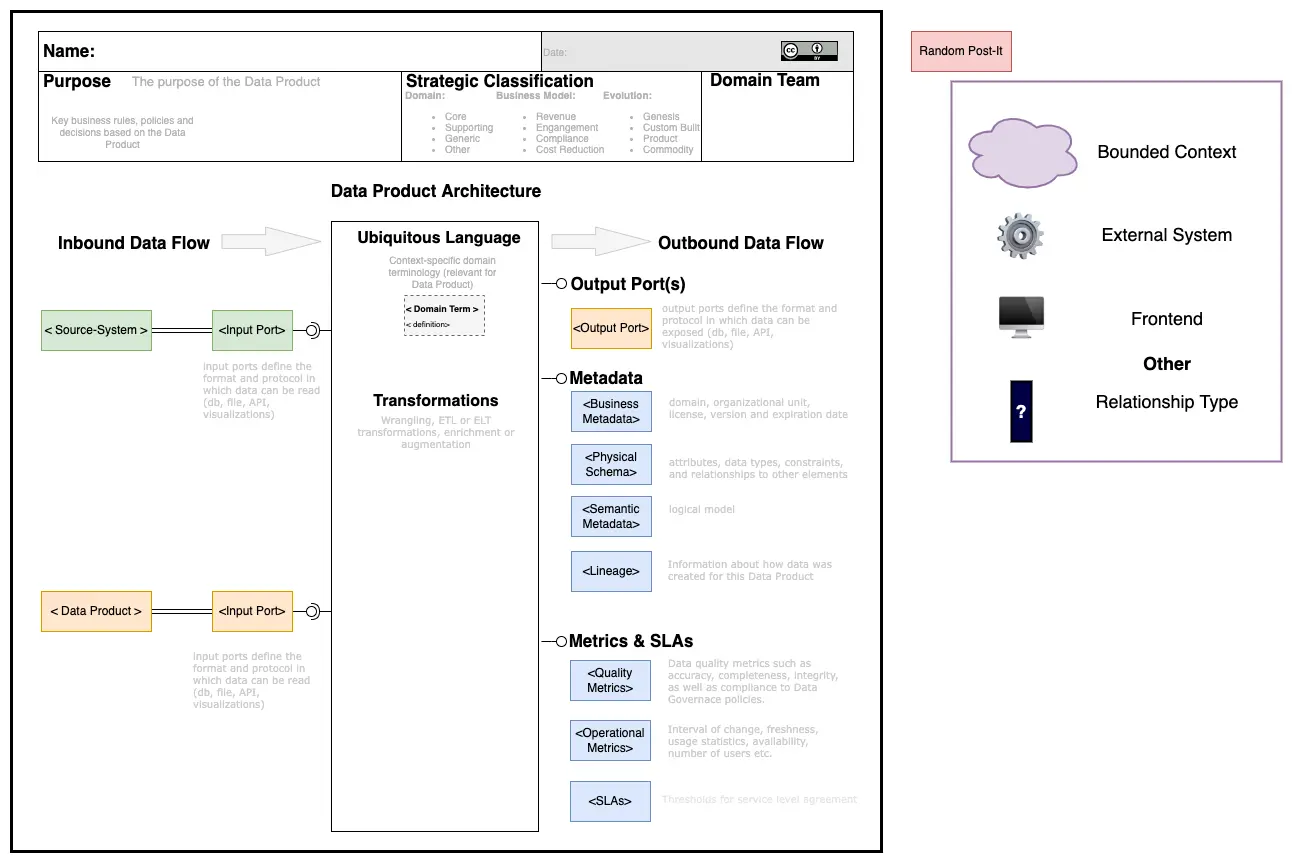 Name:
Date:
CC BY
Purpose
The purpose of the Data Product
Key business rules, policies and
decisions based on the Data
Product
Strategic Classification
Domain:
Core
Supporting
Generic
Other
Business Model:
Revenue
Engangement
Compliance
Cost Reduction
Evolution:
Genesis
Custom Built
Product
Commodity
Domain Team
Data Product Architecture
Inbound Data Flow
< Source-System >
<Input Port>
input ports define the
format and protocol in
which data can be read
(db, file, API,
visualizations)
< Data Product >
<Input Port>
input ports define the
format and protocol in
which data can be read
(db, file, API,
visualizations)
Ubiquitous Language
Context-specific domain
terminology (relevant for
Data Product)
< Domain Term >
< definition>
Transformations
Wrangling, ETL or ELT
transformations, enrichment or
augmentation
Outbound Data Flow
Output Port(s)
<Output Port>
output ports define the format and
protocol in which data can be
exposed (db, file, API,
visualizations)
Metadata
<Business
Metadata>
domain, organizational unit,
license, version and expiration date
<Physical
Schema>
attributes, data types, constraints,
and relationships to other elements
<Semantic
Metadata>
logical model
<Lineage>
Information about how data was
created for this Data Product
Metrics & SLAs
<Quality
Metrics>
Data quality metrics such as
accuracy, completeness, integrity,
as well as compliance to Data
Governace policies.
<Operational
Metrics>
Interval of change, freshness,
usage statistics, availability,
number of users etc.
<SLAs>
Thresholds for service level agreement
Random Post-It
Bounded Context
External System
Frontend
Other
?
Relationship Type